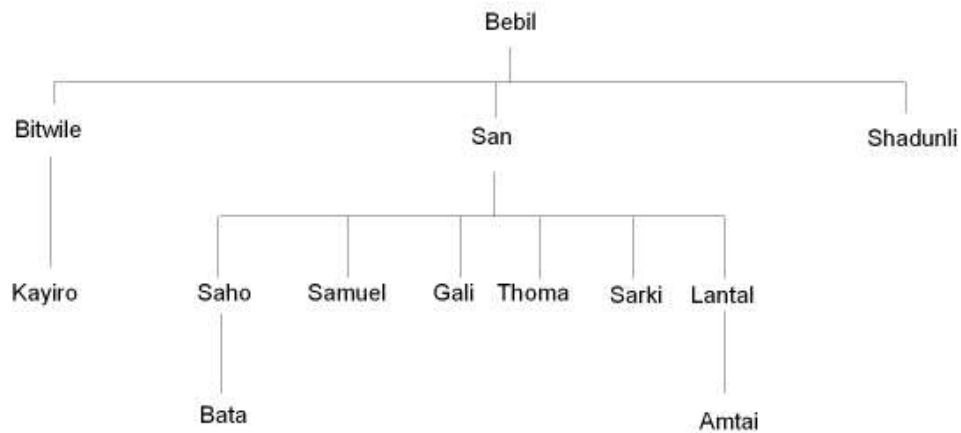 Bebil
Bitwile San Shadunli
Kayiro Saho Samuel Gali Thoma Sarki Lantal
Bata Amtai